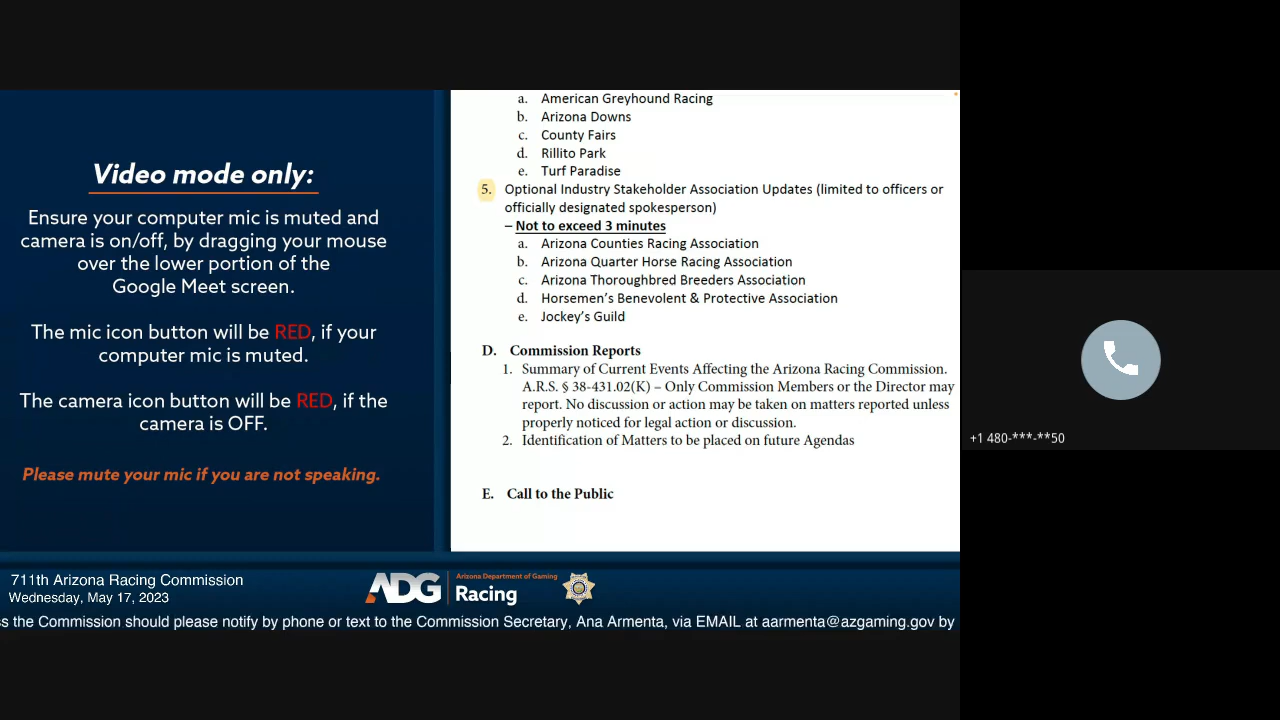 Video mode only:
Ensure your computer mic is muted and
camera is on/off, by dragging your mouse
over the lower portion of the
Google Meet screen.
The mic icon button will be RED, if your
computer mic is muted.
The camera icon button will be RED, if the
camera is OFF.
Please mute your mic if you are not speaking.
a. American Greyhound Racing
b. Arizona Downs
c. County Fairs
d. Rillito Park
e. Turf Paradise
5. Optional Industry Stakeholder Association Updates (limited to officers or
officially designated spokesperson)
– Not to exceed 3 minutes
a. Arizona Counties Racing Association
b. Arizona Quarter Horse Racing Association
c. Arizona Thoroughbred Breeders Association
d. Horsemen's Benevolent & Protective Association
e. Jockey's Guild
D. Commission Reports
1. Summary of Current Events Affecting the Arizona Racing Commission.
A.R.S. § 38-431.02(K) – Only Commission Members or the Director may
report. No discussion or action may be taken on matters reported unless
properly noticed for legal action or discussion.
2. Identification of Matters to be placed on future Agendas
E. Call to the Public
+1 480-***-**50
711th Arizona Racing Commission
Wednesday, May 17, 2023
ADG
Arizona Department of Gaming
Racing
s the Commission should please notify by phone or text to the Commission Secretary, Ana Armenta, via EMAIL at aarmenta@azgaming.gov by